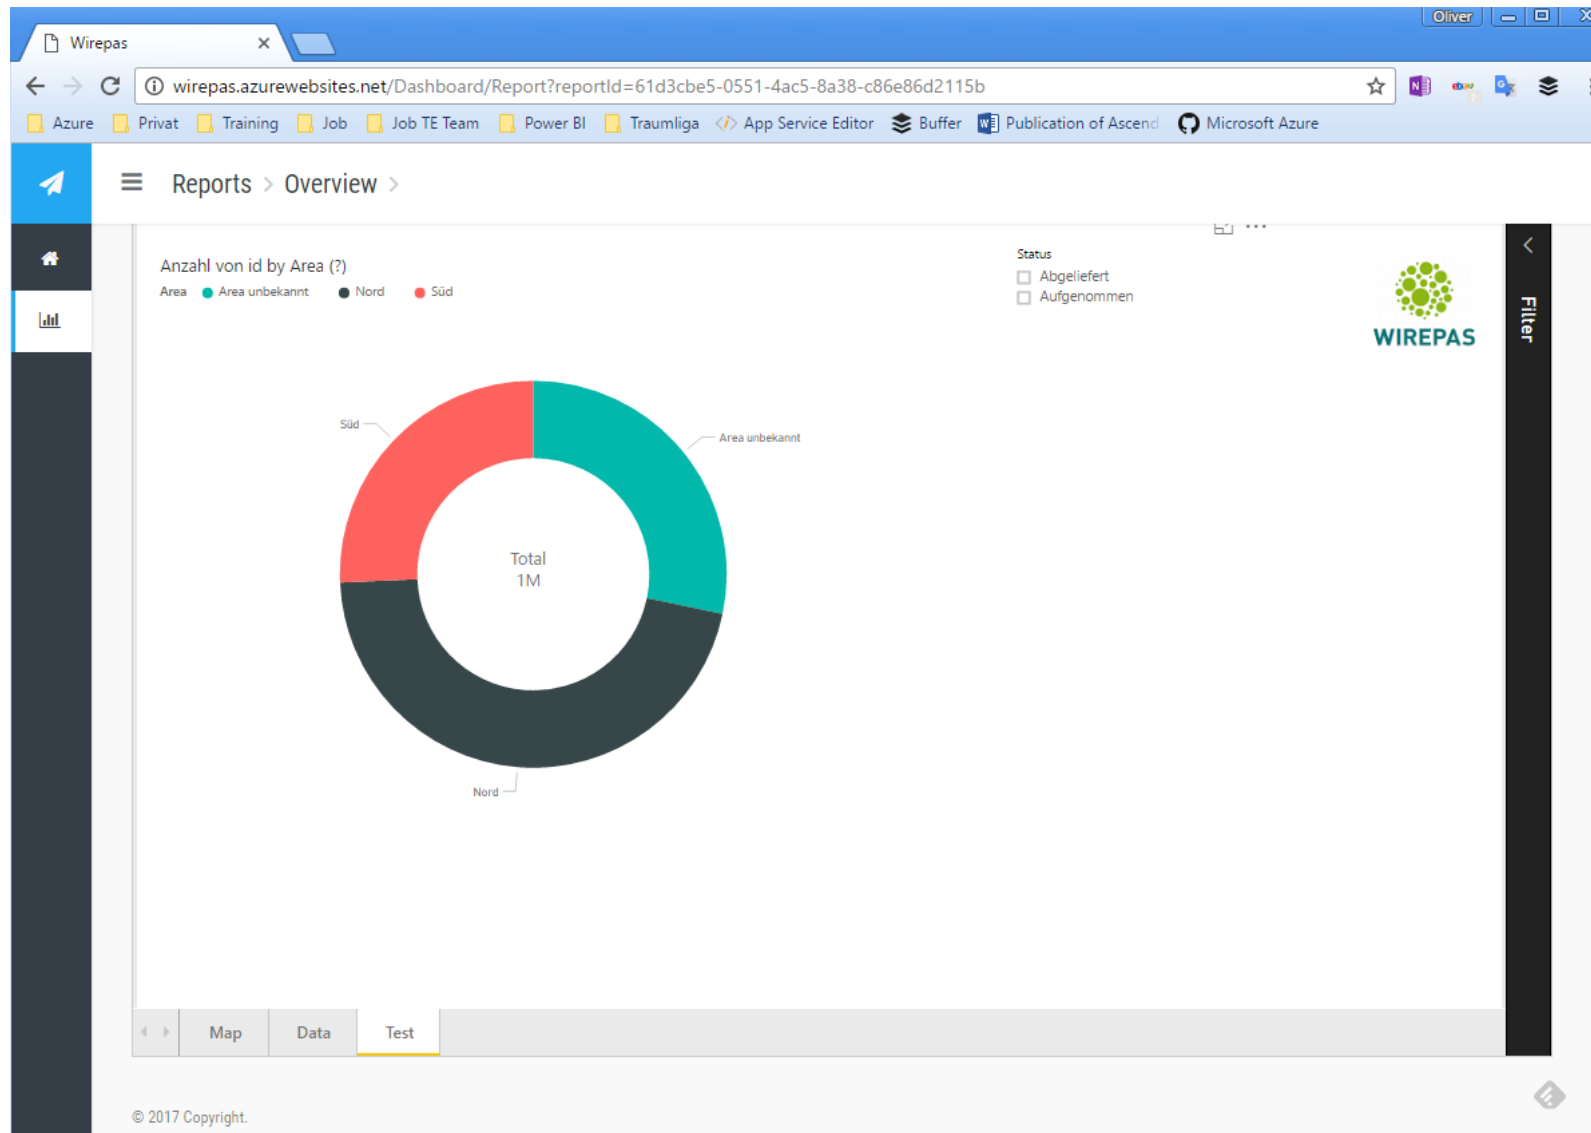 Oliver
Wirepas
wirepas.azurewebsites.net/Dashboard/Report?reportId=61d3cbe5-0551-4ac5-8a38-c86e86d2115b
Azure Privat Training Job Job TE Team Power BI Traumliga App Service Editor Buffer Publication of Ascend Microsoft Azure
Reports > Overview >
Anzahl von id by Area (?)
Area Area unbekannt Nord Süd
Status
Abgeliefert
Aufgenommen
WIREPAS
Filter
Süd
Area unbekannt
Total
1M
Nord
Map Data Test
© 2017 Copyright.